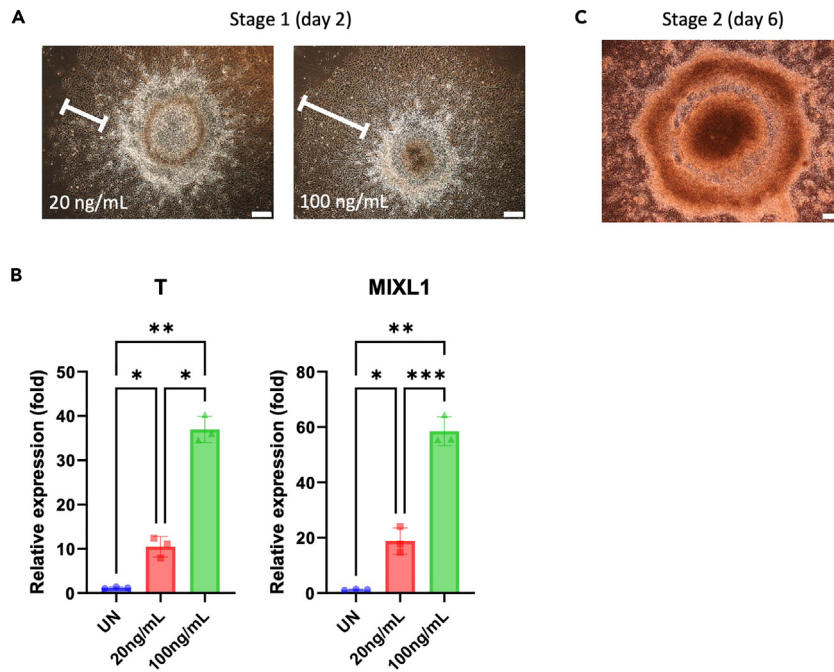 A
Stage 1 (day 2)
20 ng/mL
100 ng/mL
C
Stage 2 (day 6)
B
T
Relative expression (fold)
50
40
30
20
10
0
**
*
*
UN
20ng/mL
100ng/mL
MIXL1
Relative expression (fold)
80
60
40
20
0
**
*
***
UN
20ng/mL
100ng/mL